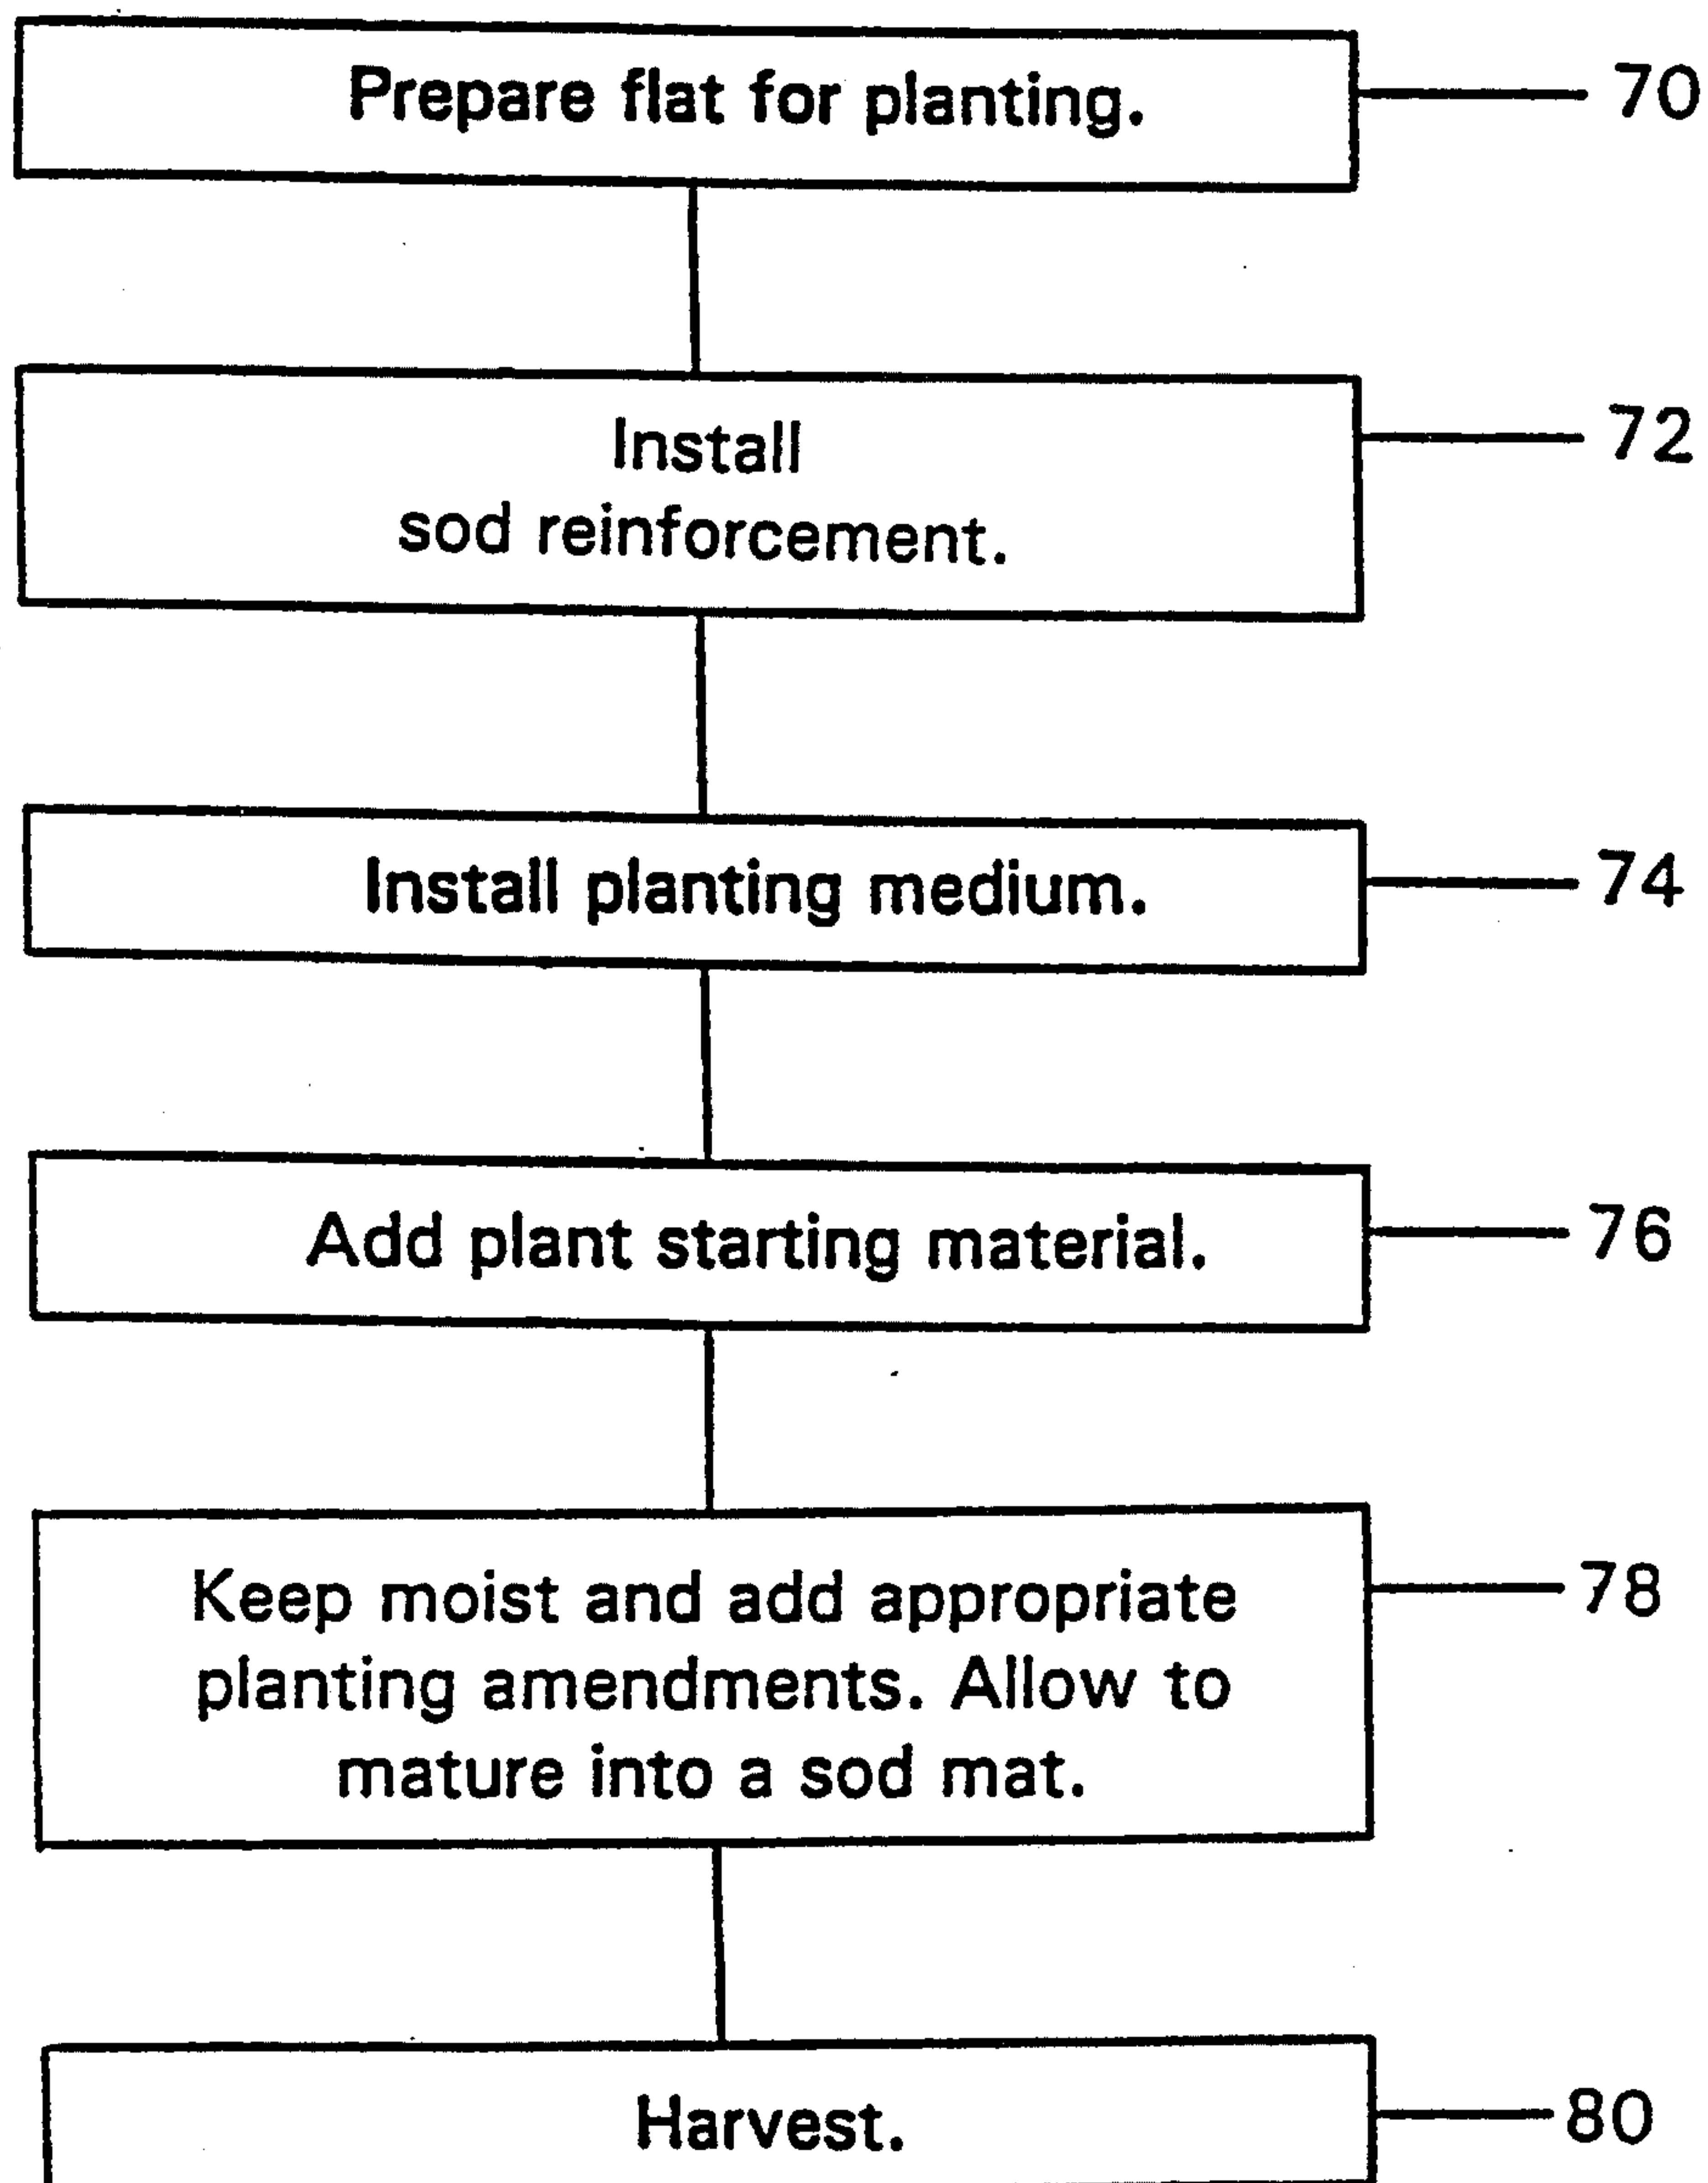 Prepare flat for planting.
70
Install
sod reinforcement.
72
Install planting medium.
74
Add plant starting material.
76
Keep moist and add appropriate
planting amendments. Allow to
mature into a sod mat.
78
Harvest.
80